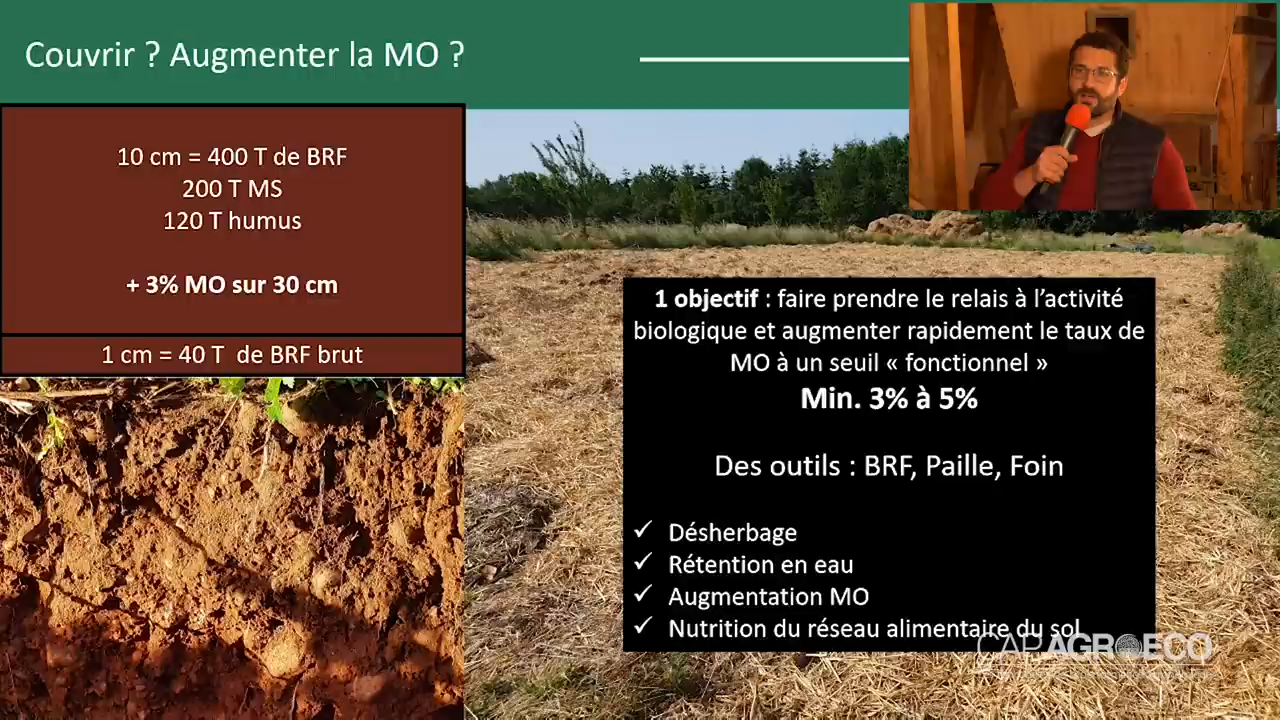 Couvrir ? Augmenter la MO ?
10 cm = 400 T de BRF
200 T MS
120 T humus
+ 3% MO sur 30 cm
1 cm = 40 T de BRF brut
1 objectif : faire prendre le relais à l’activité
biologique et augmenter rapidement le taux de
MO à un seuil « fonctionnel »
Min. 3% à 5%
Des outils : BRF, Paille, Foin
✓ Désherbage
✓ Rétention en eau
✓ Augmentation MO
✓ Nutrition du réseau alimentaire du sol
CAPAGROECO